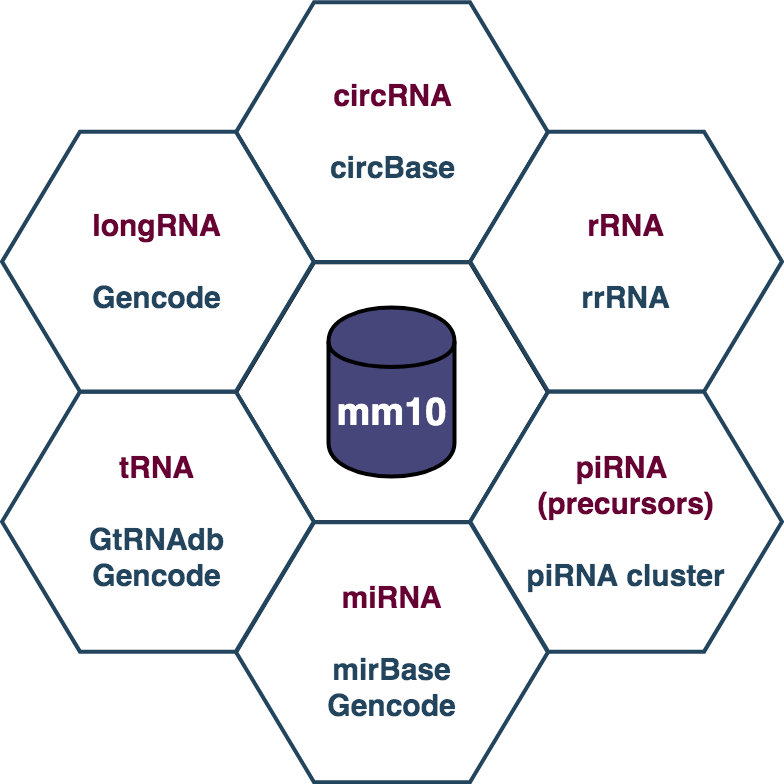 circRNA
circBase
longRNA
Gencode
rRNA
rrRNA
mm10
tRNA
GtRNAdb
Gencode
piRNA
(precursors)
piRNA cluster
miRNA
mirBase
Gencode